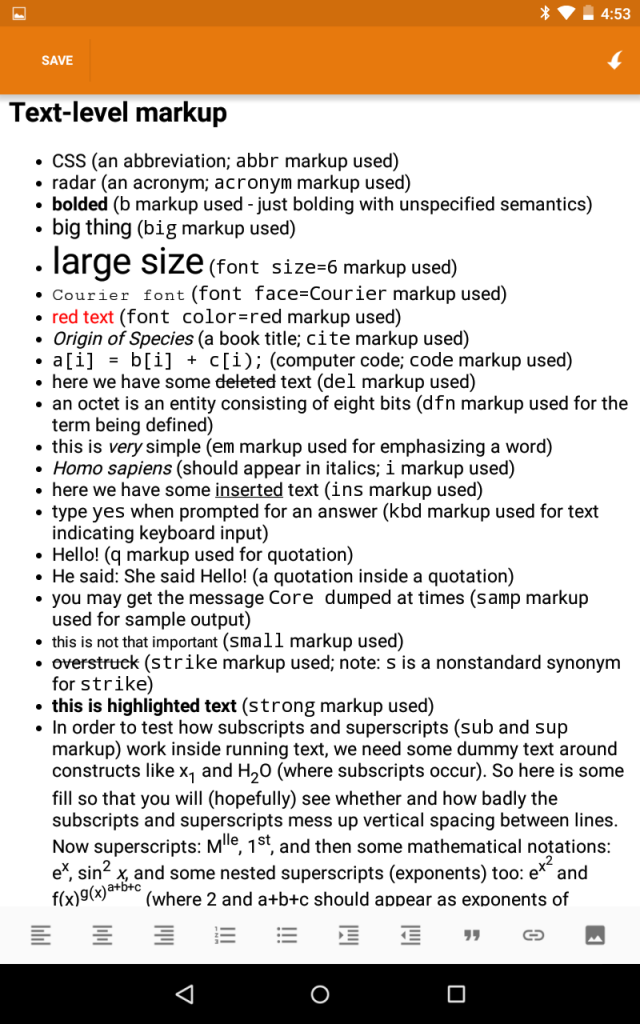 4:53
SAVE
Text-level markup
• CSS (an abbreviation; abbr markup used)
• radar (an acronym; acronym markup used)
• bolded (b markup used - just bolding with unspecified semantics)
• big thing (big markup used)
• large size (font size=6 markup used)
• Courier font (font face=Courier markup used)
• red text (font color=red markup used)
• Origin of Species (a book title; cite markup used)
• a[i] = b[i] + c[i); (computer code; code markup used)
• here we have some deleted text (del markup used)
• an octet is an entity consisting of eight bits (dfn markup used for the
term being defined)
• this is very simple (em markup used for emphasizing a word)
• Homo sapiens (should appear in italics; i markup used)
• here we have some inserted text (ins markup used)
• type yes when prompted for an answer (kbd markup used for text
indicating keyboard input)
• Hello! (q markup used for quotation)
• He said: She said Hello! (a quotation inside a quotation)
• you may get the message Core dumped at times (samp markup
used for sample output)
• this is not that important (small markup used)
• overstruck (strike markup used; note: s is a nonstandard synonym
for strike)
• this is highlighted text (strong markup used)
• In order to test how subscripts and superscripts (sub and sup
markup) work inside running text, we need some dummy text around
constructs like x₁ and H₂O (where subscripts occur). So here is some
fill so that you will (hopefully) see whether and how badly the
subscripts and superscripts mess up vertical spacing between lines.
Now superscripts: Mlle, 1st, and then some mathematical notations:
ex, sin2 x, and some nested superscripts (exponents) too: ex2 and
f(x)g(x)a+b+c (where 2 and a+b+c should appear as exponents of